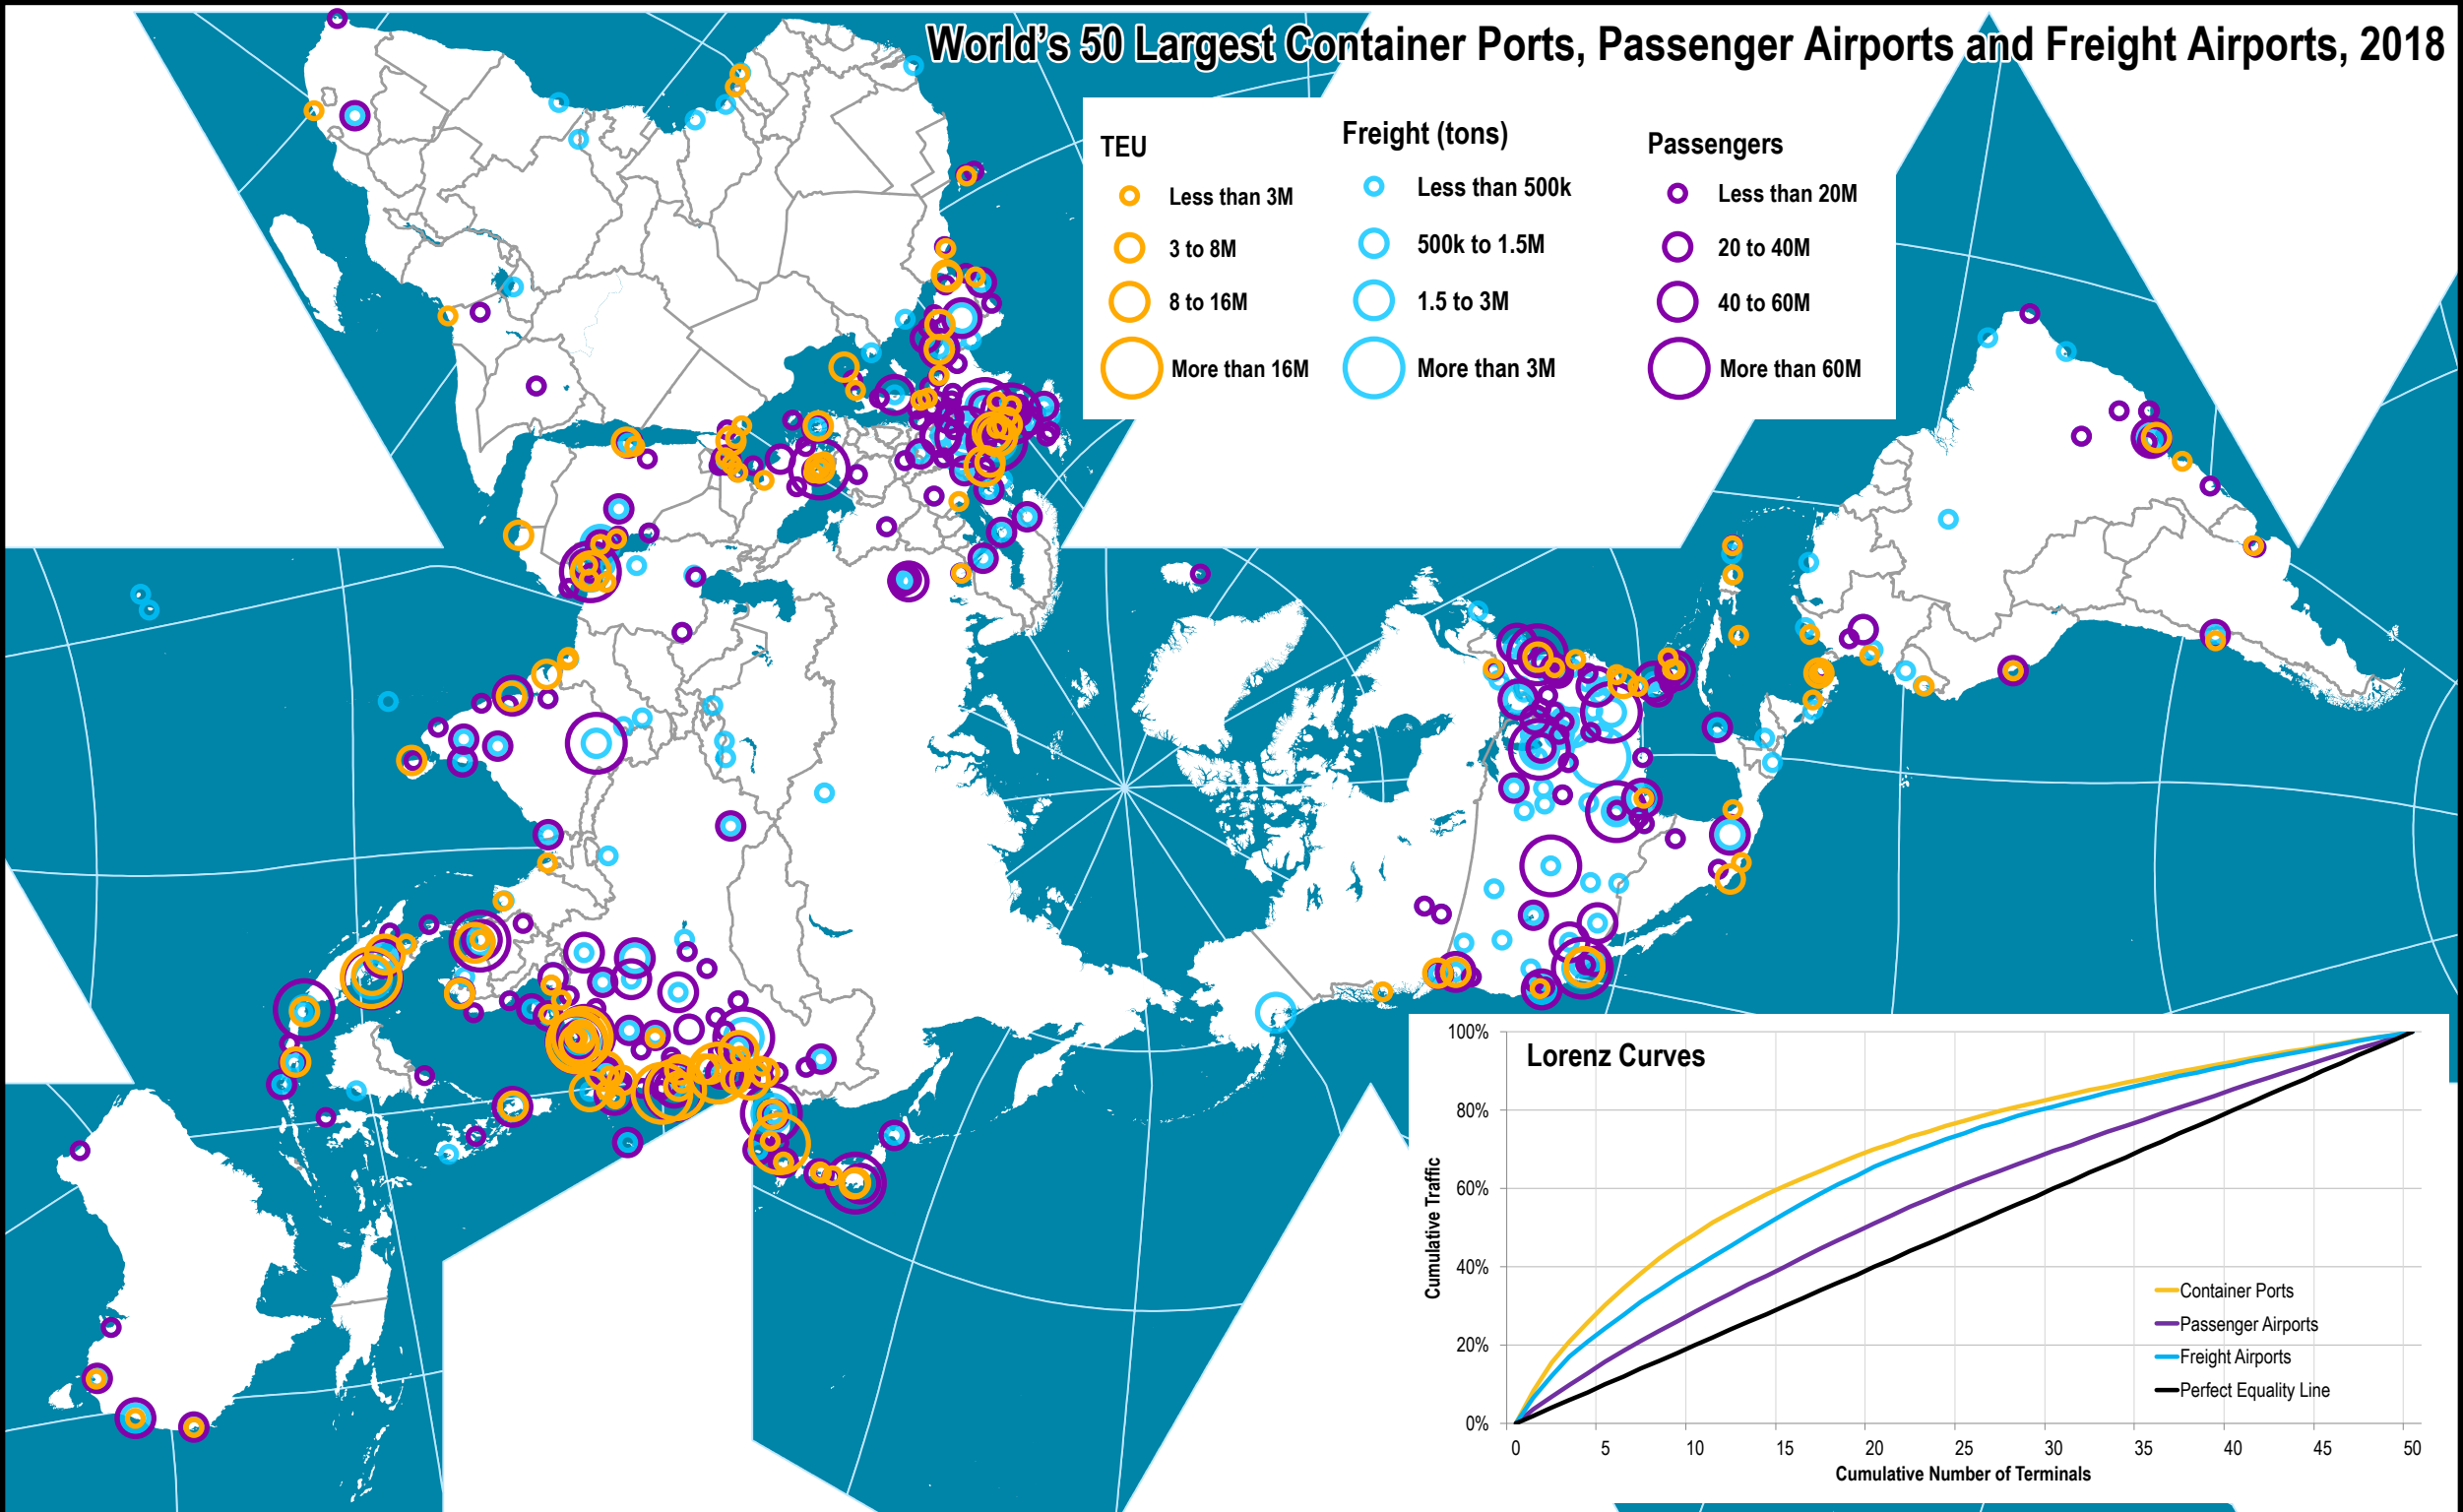 World's 50 Largest Container Ports, Passenger Airports and Freight Airports, 2018
TEU
Less than 3M
3 to 8M
8 to 16M
More than 16M
Freight (tons)
Less than 500k
500k to 1.5M
1.5 to 3M
More than 3M
Passengers
Less than 20M
20 to 40M
40 to 60M
More than 60M
Lorenz Curves
Cumulative Traffic
100%
80%
60%
40%
20%
0%
0 5 10 15 20 25 30 35 40 45 50
Cumulative Number of Terminals
Container Ports
Passenger Airports
Freight Airports
Perfect Equality Line